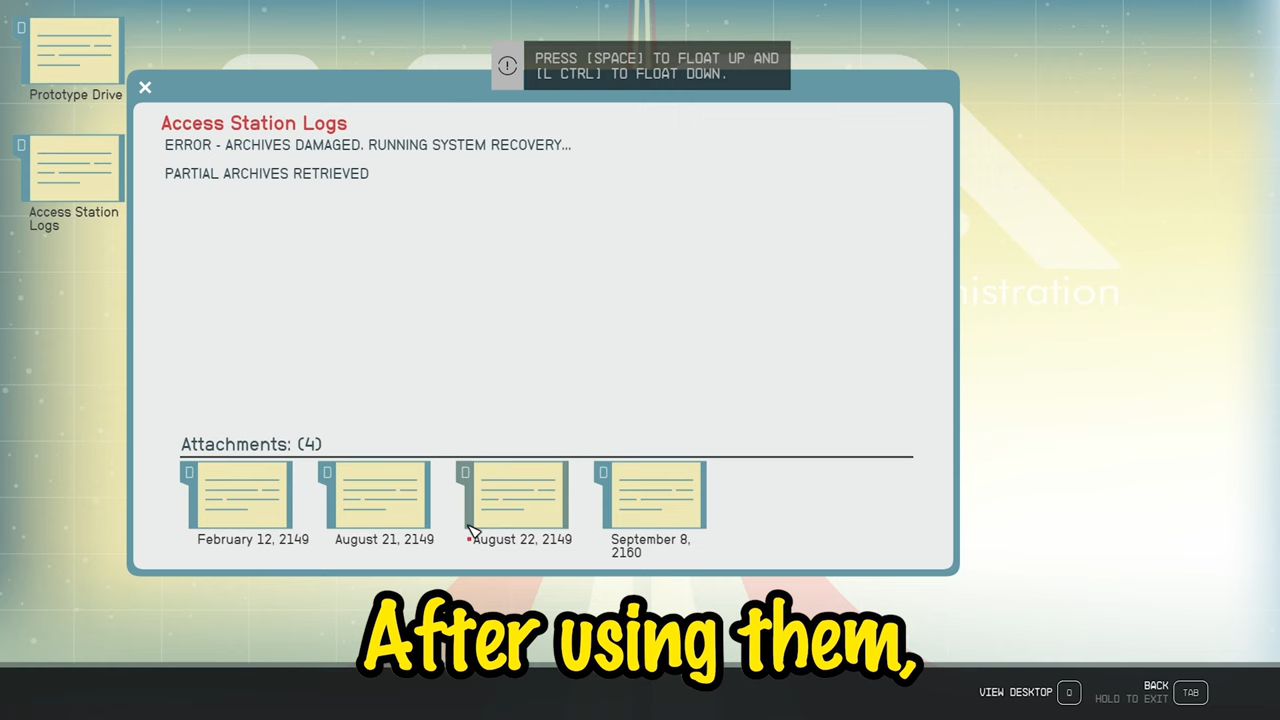 Prototype Drive
Access Station
Logs
PRESS [SPACE] TO FLOAT UP AND
[L CTRL] TO FLOAT DOWN.
Access Station Logs
ERROR - ARCHIVES DAMAGED. RUNNING SYSTEM RECOVERY...
PARTIAL ARCHIVES RETRIEVED
nistration
Attachments: (4)
February 12, 2149
August 21, 2149
August 22, 2149
September 8,
2160
After using them,
VIEW DESKTOP Q
BACK
HOLD TO EXIT TAB